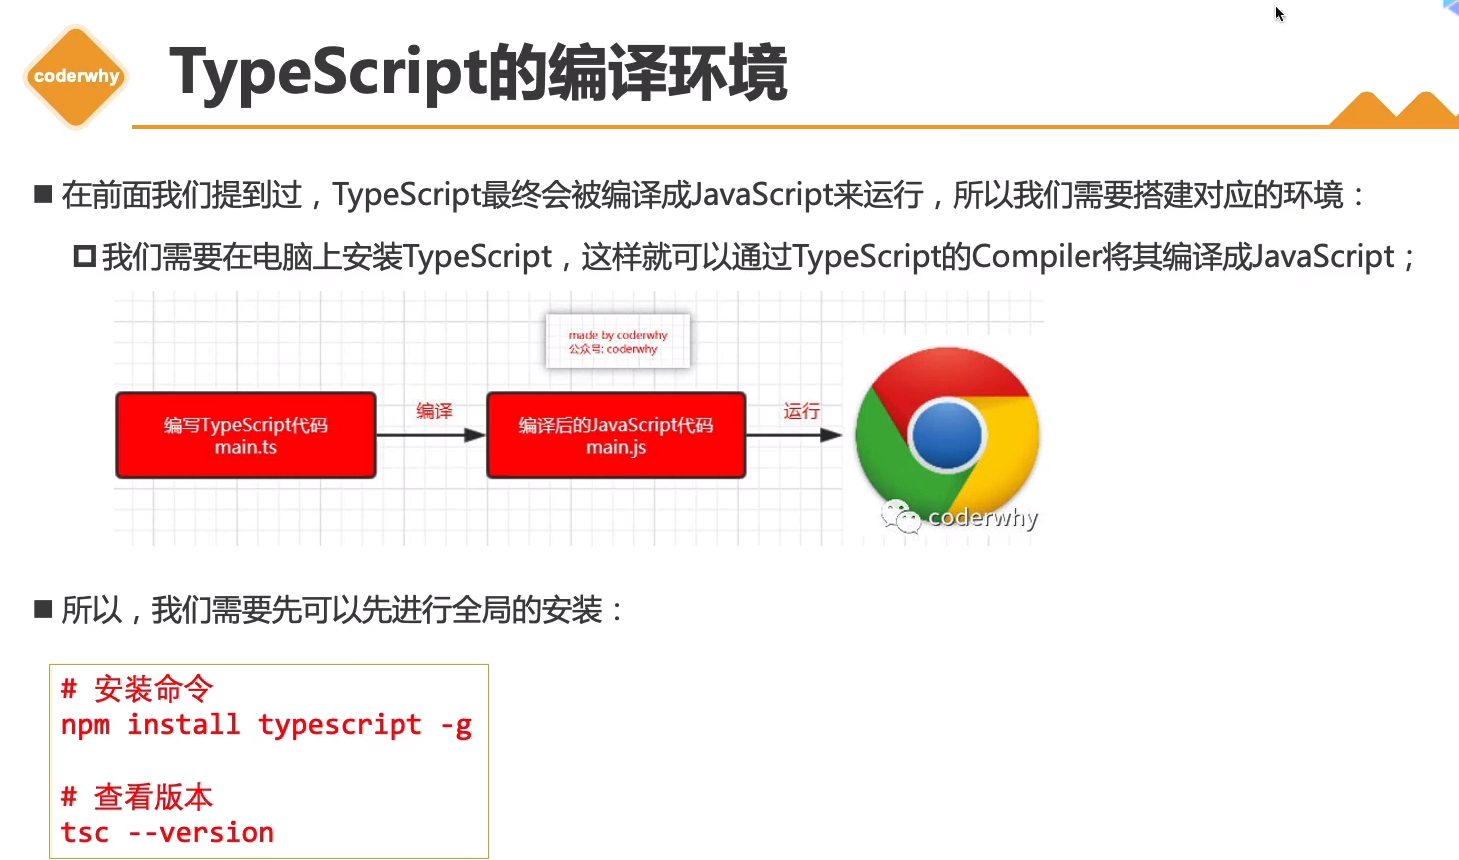 coderwhy
TypeScript的编译环境
在前面我们提到过，TypeScript最终会被编译成JavaScript来运行，所以我们需要搭建对应的环境：
我们需要在电脑上安装TypeScript，这样就可以通过TypeScript的Compiler将其编译成JavaScript；
made by coderwhy
公众号: coderwhy
编写TypeScript代码
main.ts
编译
编译后的JavaScript代码
main.js
运行
coderwhy
所以，我们需要先可以先进行全局的安装：
# 安装命令
npm install typescript -g
# 查看版本
tsc --version